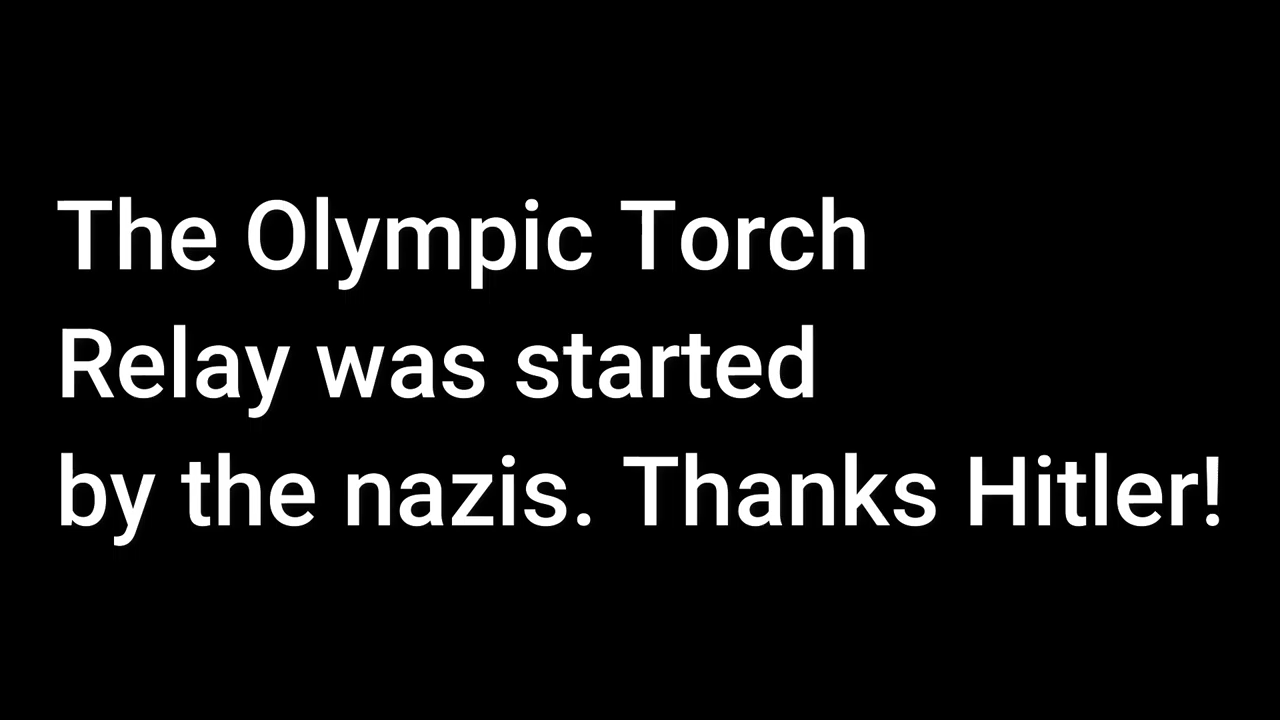 The Olympic Torch
Relay was started
by the nazis. Thanks Hitler!